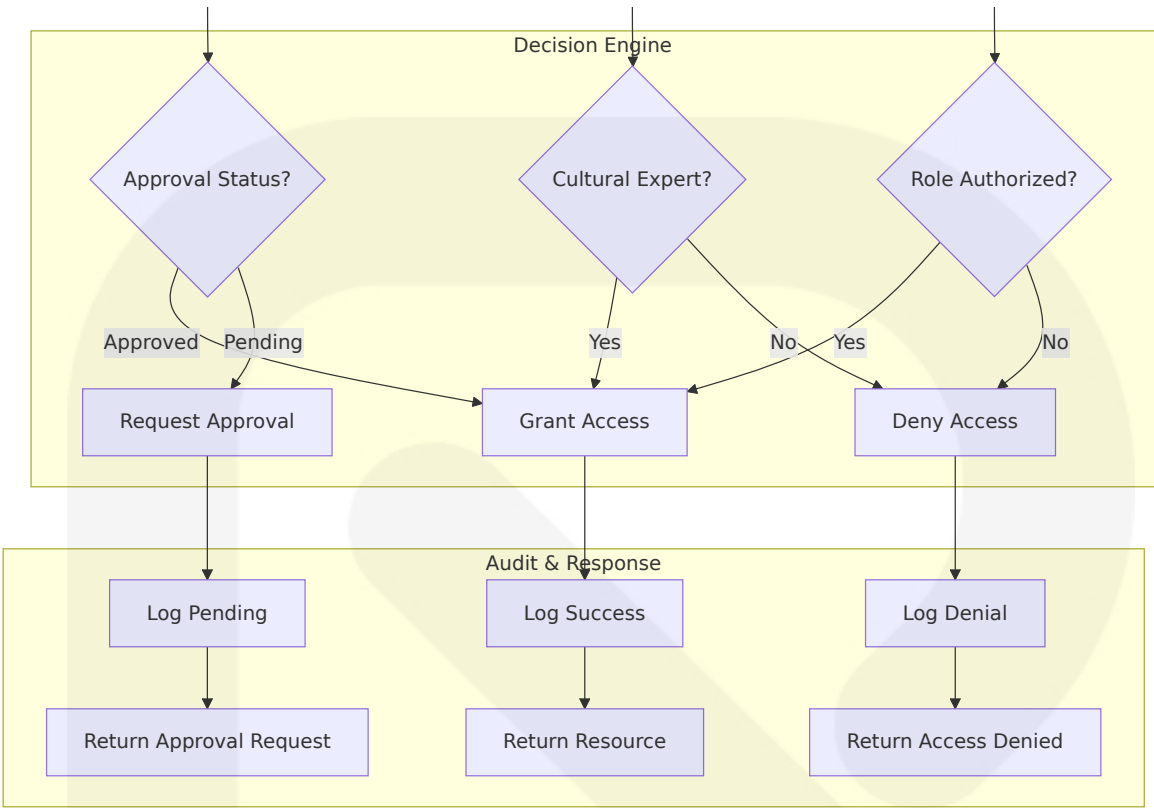 Decision Engine
Approval Status?
Cultural Expert?
Role Authorized?
Approved
Pending
Yes
No
Yes
No
Request Approval
Grant Access
Deny Access
Audit & Response
Log Pending
Log Success
Log Denial
Return Approval Request
Return Resource
Return Access Denied